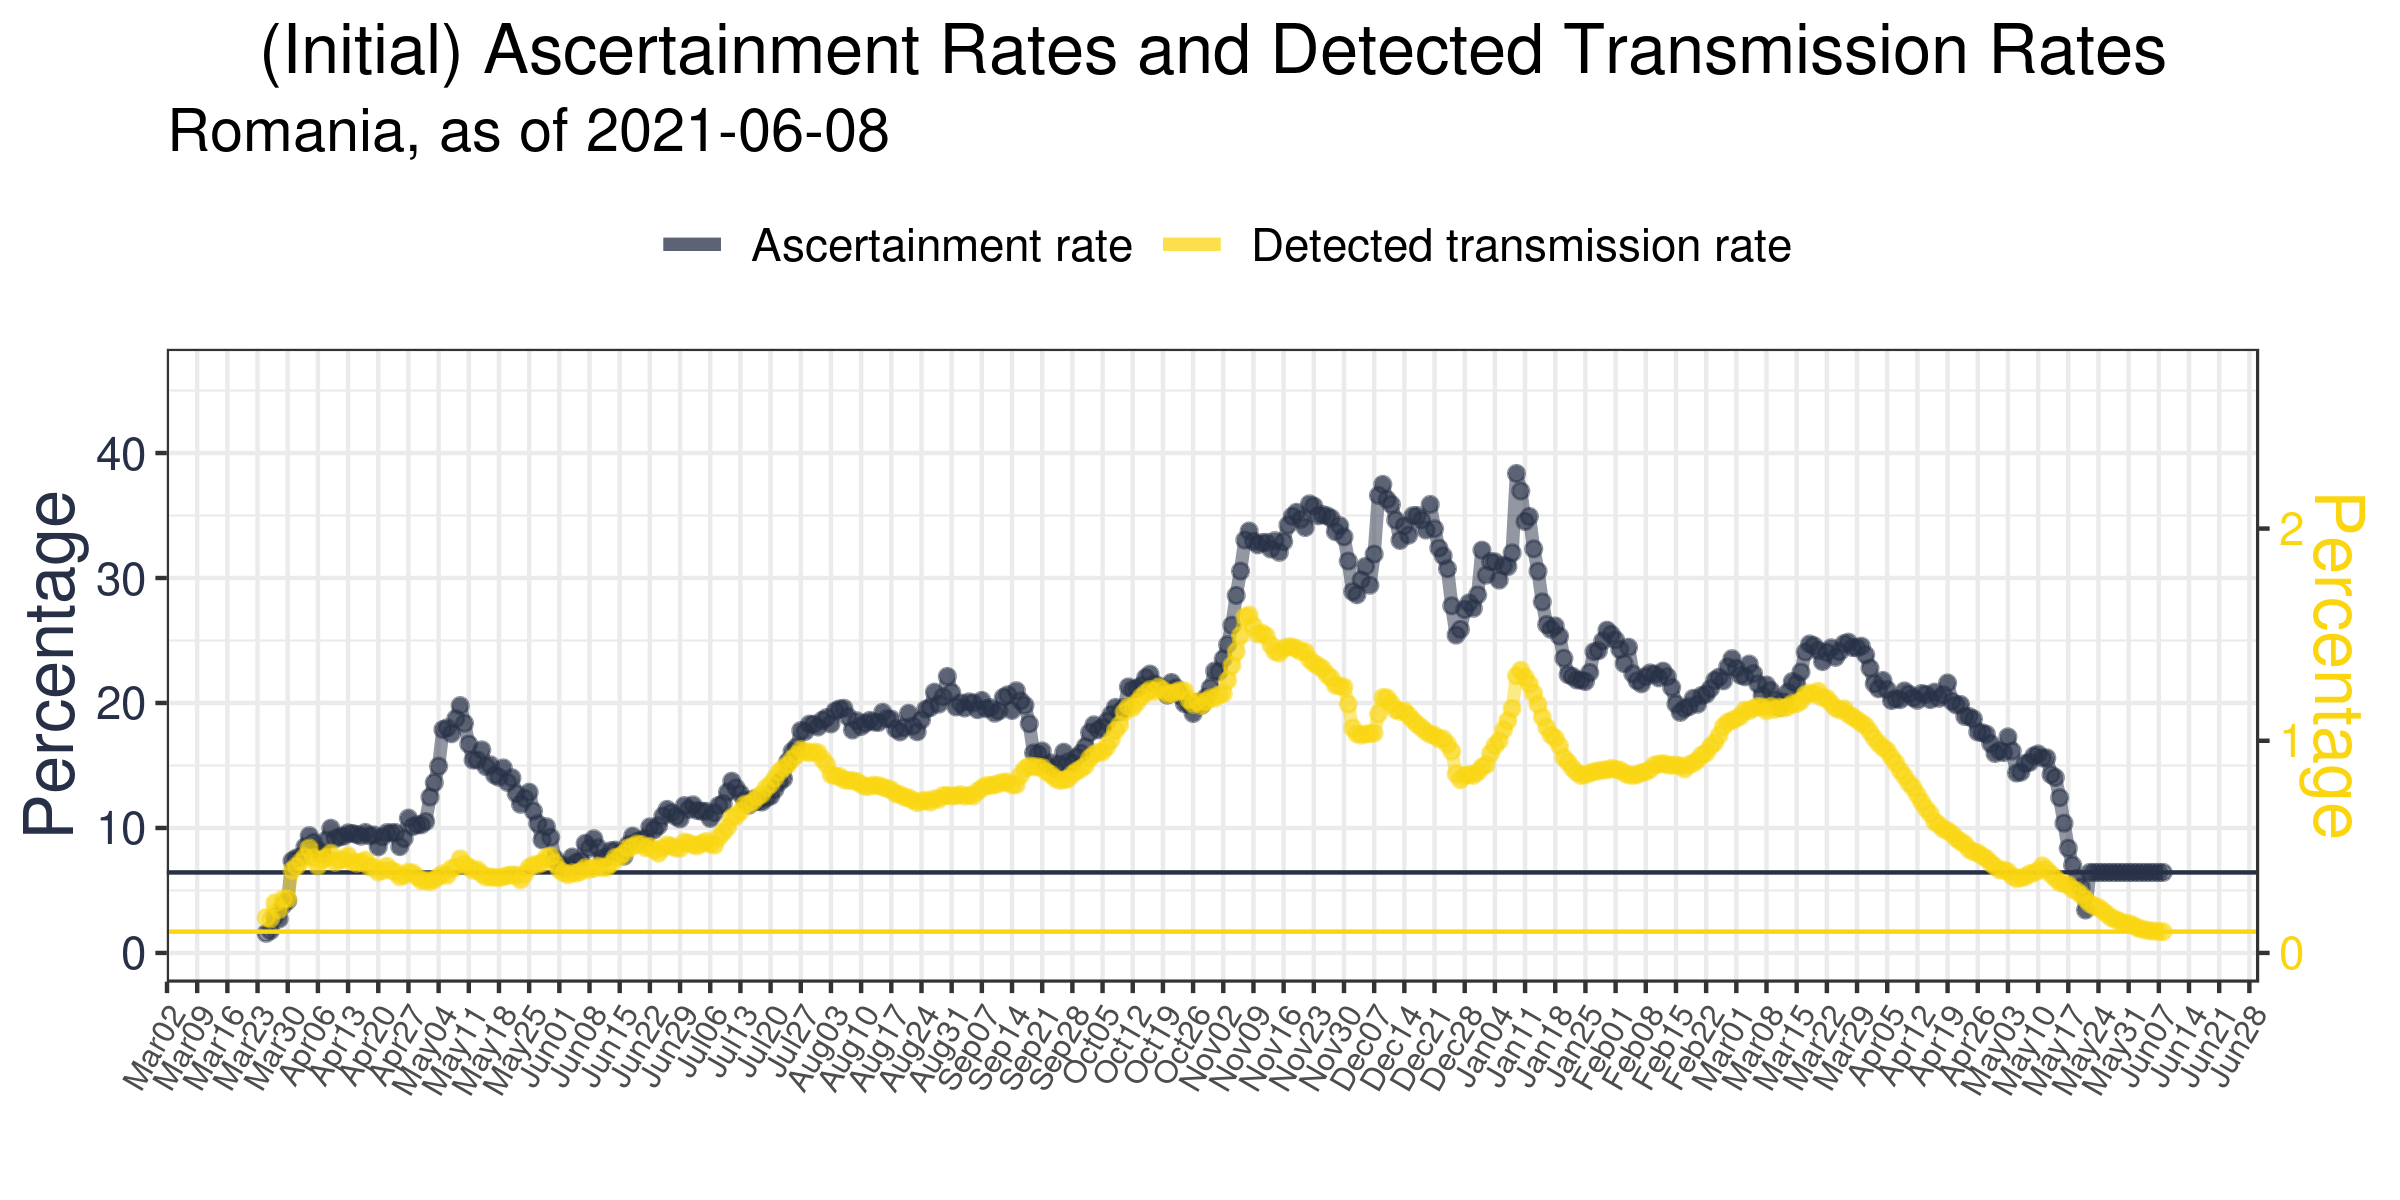 (Initial) Ascertainment Rates and Detected Transmission Rates
Romania, as of 2021-06-08
Ascertainment rate Detected transmission rate
Percentage
40
30
20
10
0
2
1
0
Percentage
Mar02 Mar09 Mar16 Mar23 Mar30 Apr06 Apr13 Apr20 Apr27 May04 May11 May18 May25 Jun01 Jun08 Jun15 Jun22 Jun29 Jul06 Jul13 Jul20 Jul27 Aug03 Aug10 Aug17 Aug24 Aug31 Sep07 Sep14 Sep21 Sep28 Oct05 Oct12 Oct19 Oct26 Nov02 Nov09 Nov16 Nov23 Nov30 Dec07 Dec14 Dec21 Dec28 Jan04 Jan11 Jan18 Jan25 Feb01 Feb08 Feb15 Feb22 Mar01 Mar08 Mar15 Mar22 Mar29 Apr05 Apr12 Apr19 Apr26 May03 May10 May17 May24 May31 Jun07 Jun14 Jun21 Jun28